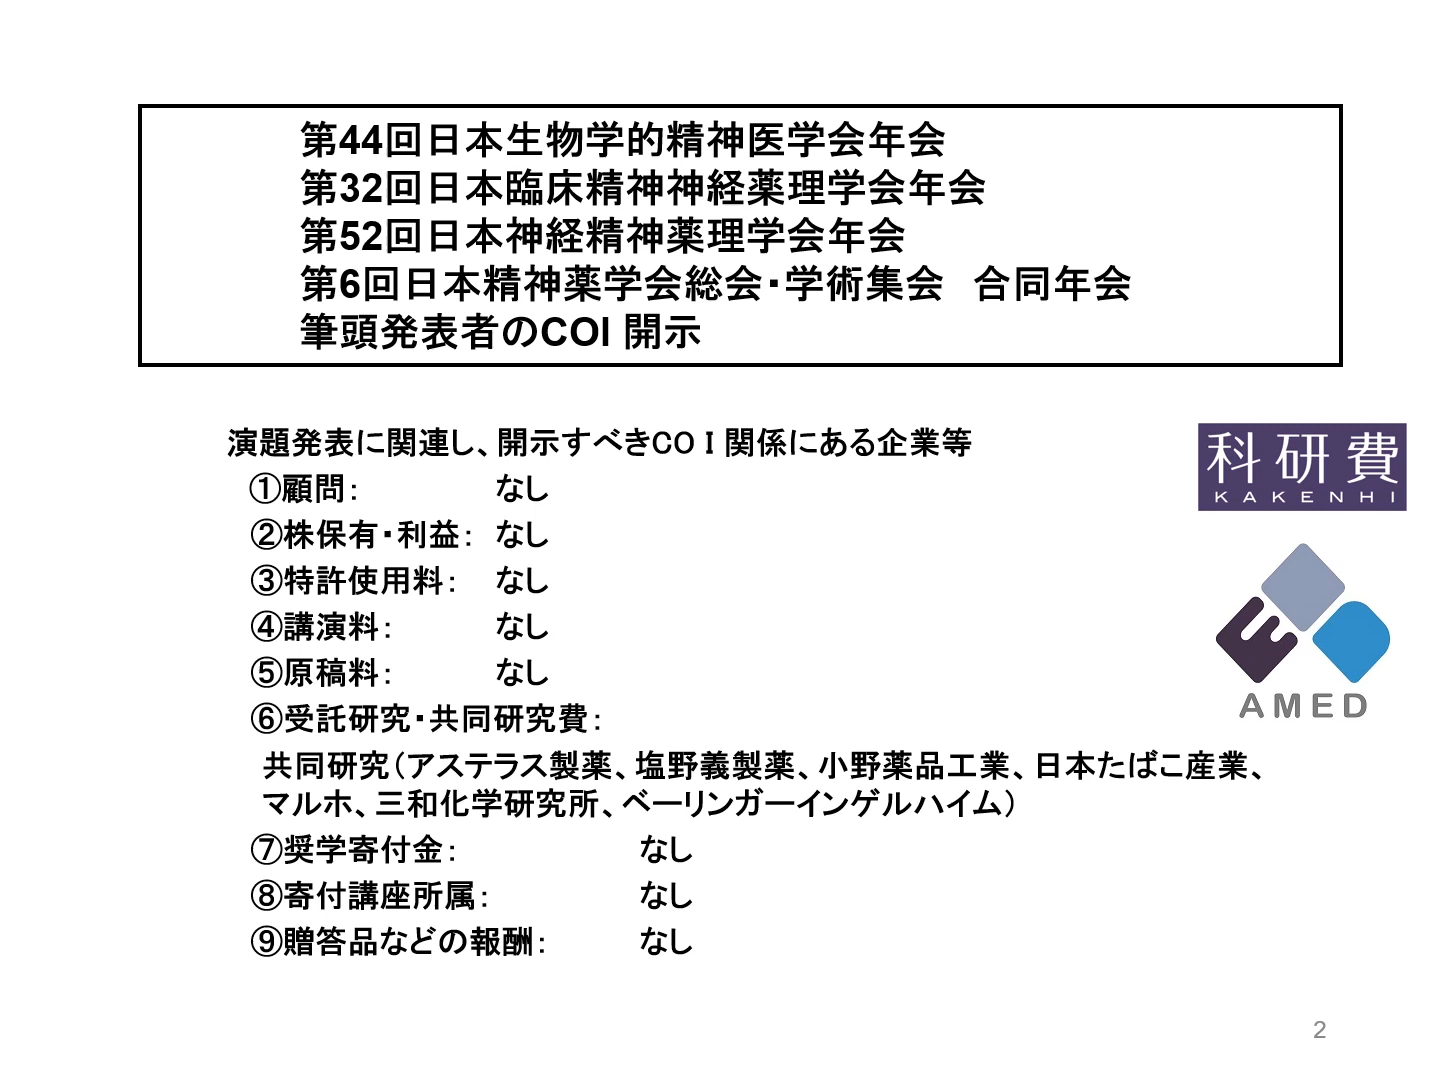 第44回日本生物学的精神医学会年会
第32回日本臨床精神神経薬理学会年会
第52回日本神経精神薬理学会年会
第6回日本精神薬学会総会・学術集会　合同年会
筆頭発表者のCOI 開示
演題発表に関連し、開示すべきCOＩ関係にある企業等
①顧問：　なし
②株保有・利益：　なし
③特許使用料：　なし
④講演料：　なし
⑤原稿料：　なし
⑥受託研究・共同研究費：
共同研究（アステラス製薬、塩野義製薬、小野薬品工業、日本たばこ産業、
マルホ、三和化学研究所、ベーリンガーインゲルハイム）
⑦奨学寄付金：　なし
⑧寄付講座所属：　なし
⑨贈答品などの報酬：　なし
科研費
KAKENHI
AMED
2